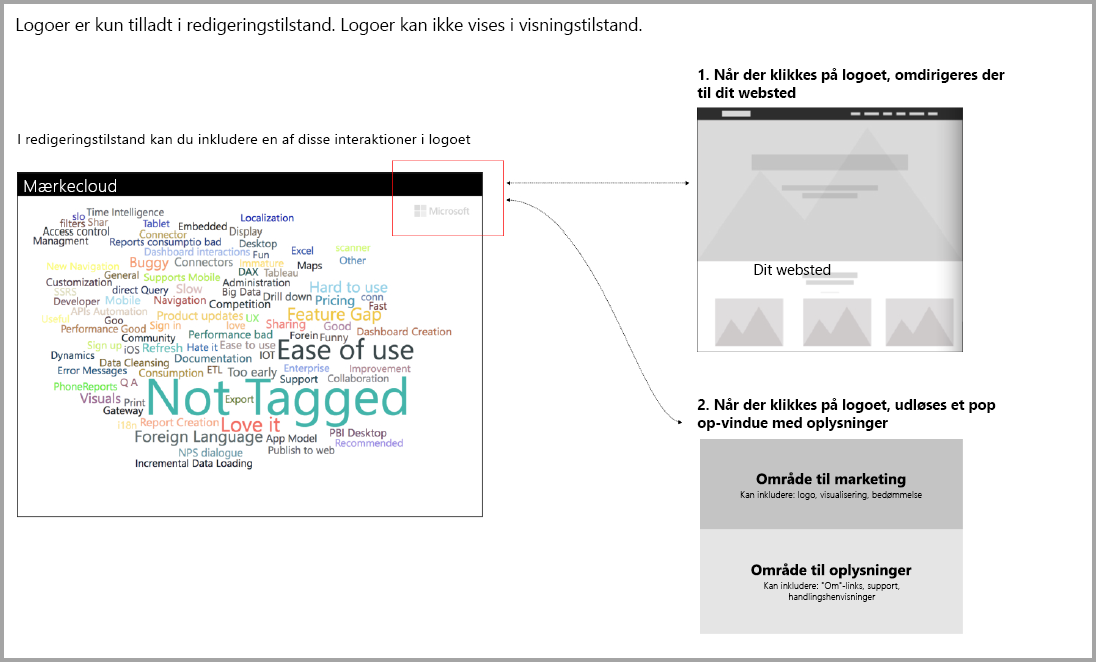 Logoer er kun tilladt i redigeringstilstand. Logoer kan ikke vises i visningstilstand.
I redigeringstilstand kan du inkludere en af disse interaktioner i logoet
Mærkecloud
Microsoft
slo Time Intelligence
filters Shar Tablet Embedded Localization
Access control Connector Display
Managment Reports consumptio bad Desktop
Dashboard interactions Fun Excel scanner
New Navigation Buggy Connectors Immature Maps Other
General Supports Mobile DAX Tableau
Customization Administration Hard to use
SSRS direct Query Slow Big Data Drill down Pricing conn
Developer Mobile Navigation Competition Fast
APIs Automation Product updates UX Feature Gap
Useful Goo Sign in love Sharing Good
Performance Good Performance bad Forein Funny Dashboard Creation
Community
Sign up iOS Refresh Hate it Ease to use Ease of use
Dynamics Data Cleansing Documentation IOT
Error Messages Consumption ETL Too early Enterprise Improvement
PhoneReports Q A Not Tagged Support Collaboration
Visuals Print Export
Gateway
i18n Report Creation Love it
Foreign Language App Model PBI Desktop
NPS dialogue Publish to web Recommended
Incremental Data Loading
1. Når der klikkes på logoet, omdirigeres der
til dit websted
Dit websted
2. Når der klikkes på logoet, udløses et pop
op-vindue med oplysninger
Område til marketing
Kan inkludere: logo, visualisering, bedømmelse
Område til oplysninger
Kan inkludere: "Om"-links, support,
handlingshenvisninger